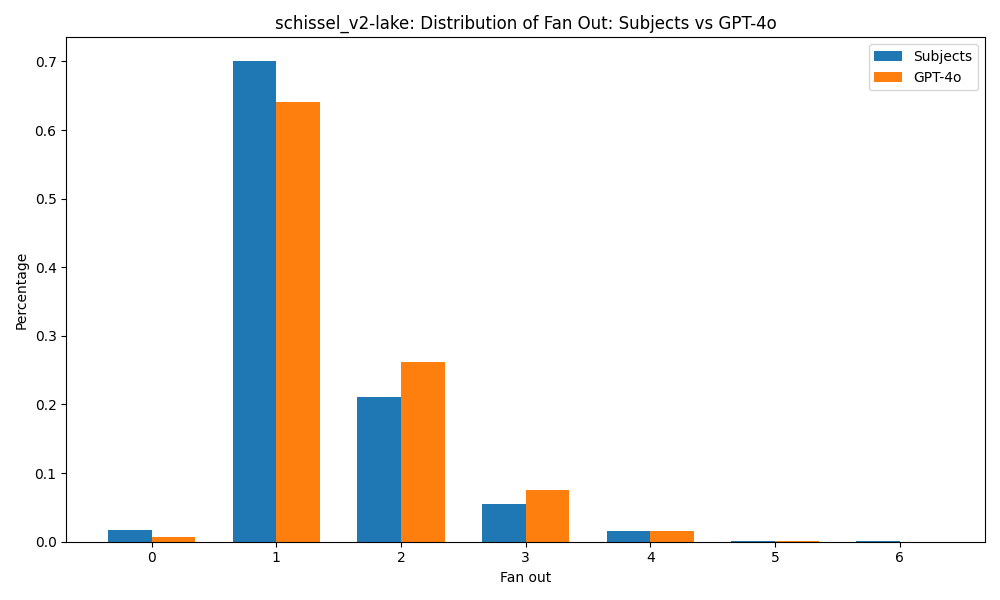 schissel_v2-lake: Distribution of Fan Out: Subjects vs GPT-4o
Subjects
GPT-4o
Percentage
0.7
0.6
0.5
0.4
0.3
0.2
0.1
0.0
0 1 2 3 4 5 6
Fan out